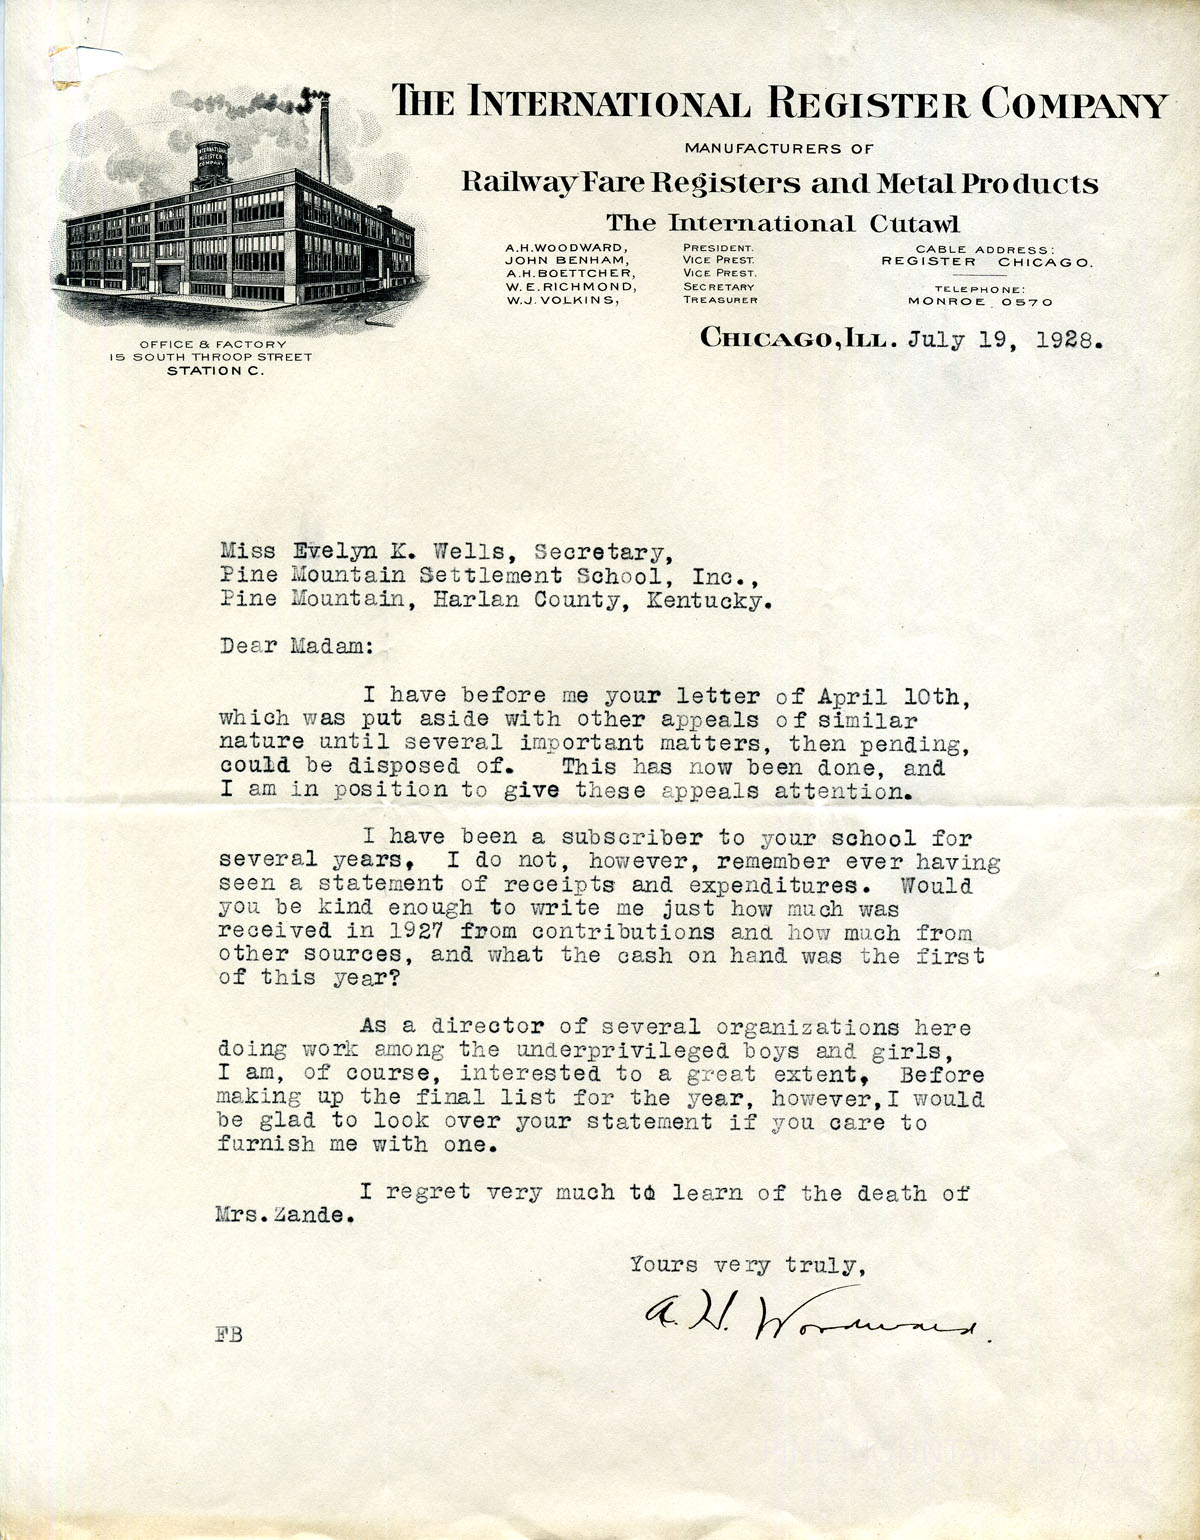 THE INTERNATIONAL REGISTER COMPANY
MANUFACTURERS OF
Railway Fare Registers and Metal Products
The International Cutawl
INTERNATIONAL
REGISTER
COMPANY
A.H.WOODWARD, PRESIDENT.
JOHN BENHAM, VICE PREST.
A.H.BOETTCHER, VICE PREST.
W.E.RICHMOND, SECRETARY
W.J.VOLKINS, TREASURER
CABLE ADDRESS:
REGISTER CHICAGO.
TELEPHONE:
MONROE 0570
OFFICE & FACTORY
15 SOUTH THROOP STREET
STATION C.
CHICAGO, ILL. July 19, 1928.
Miss Evelyn K. Wells, Secretary,
Pine Mountain Settlement School, Inc.,
Pine Mountain, Harlan County, Kentucky.
Dear Madam:
I have before me your letter of April 10th,
which was put aside with other appeals of similar
nature until several important matters, then pending,
could be disposed of. This has now been done, and
I am in position to give these appeals attention.
I have been a subscriber to your school for
several years, I do not, however, remember ever having
seen a statement of receipts and expenditures. Would
you be kind enough to write me just how much was
received in 1927 from contributions and how much from
other sources, and what the cash on hand was the first
of this year?
As a director of several organizations here
doing work among the underprivileged boys and girls,
I am, of course, interested to a great extent, Before
making up the final list for the year, however,I would
be glad to look over your statement if you care to
furnish me with one.
I regret very much to learn of the death of
Mrs.Zande.
Yours very truly,
A. H. Woodward.
FB